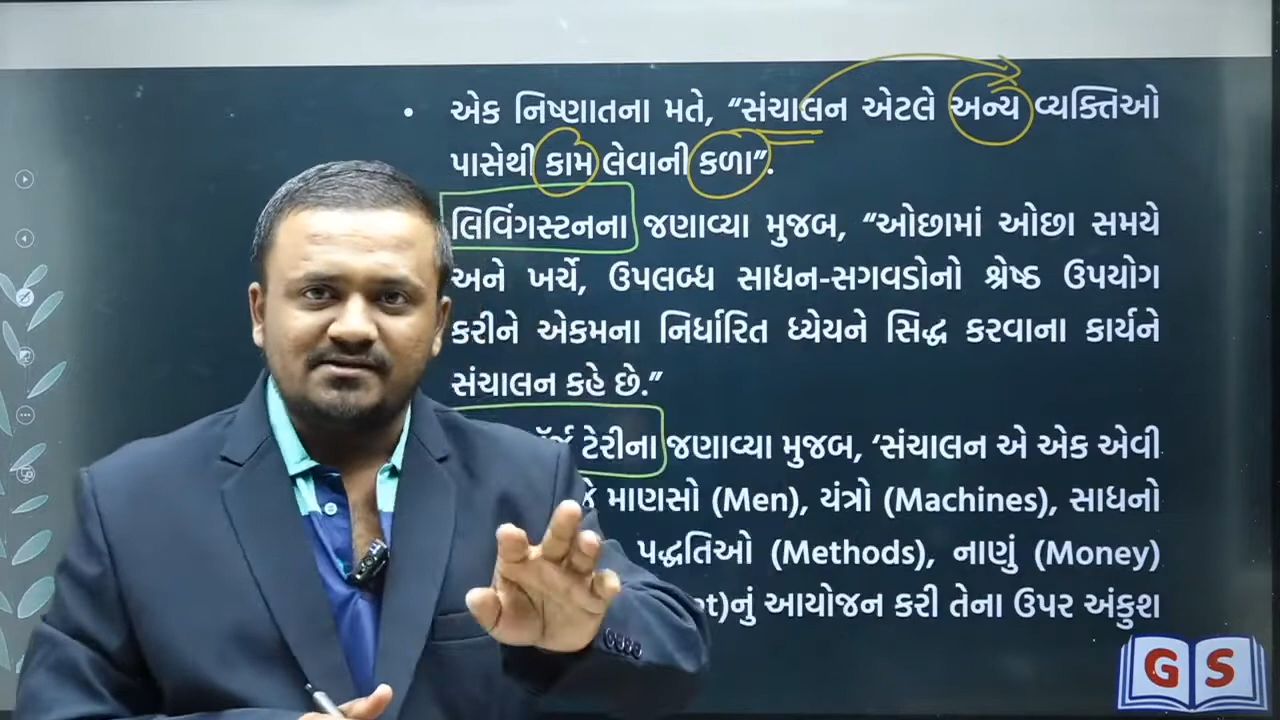 • એક નિષ્ણાતના મતે, “સંચાલન એટલે અન્ય વ્યક્તિઓ
પાસેથી કામ લેવાની કળા”.
લિવિંગસ્ટનના જણાવ્યા મુજબ, “ઓછામાં ઓછા સમયે
અને ખર્ચે, ઉપલબ્ધ સાધન-સગવડોનો શ્રેષ્ઠ ઉપયોગ
કરીને એકમના નિર્ધારિત ધ્યેયને સિદ્ધ કરવાના કાર્યને
સંચાલન કહે છે.”
ટેરીના જણાવ્યા મુજબ, ‘સંચાલન એ એક એવી
માણસો (Men), યંત્રો (Machines), સાધનો
પદ્ધતિઓ (Methods), નાણું (Money)
નું આયોજન કરી તેના ઉપર અંકુશ
GS